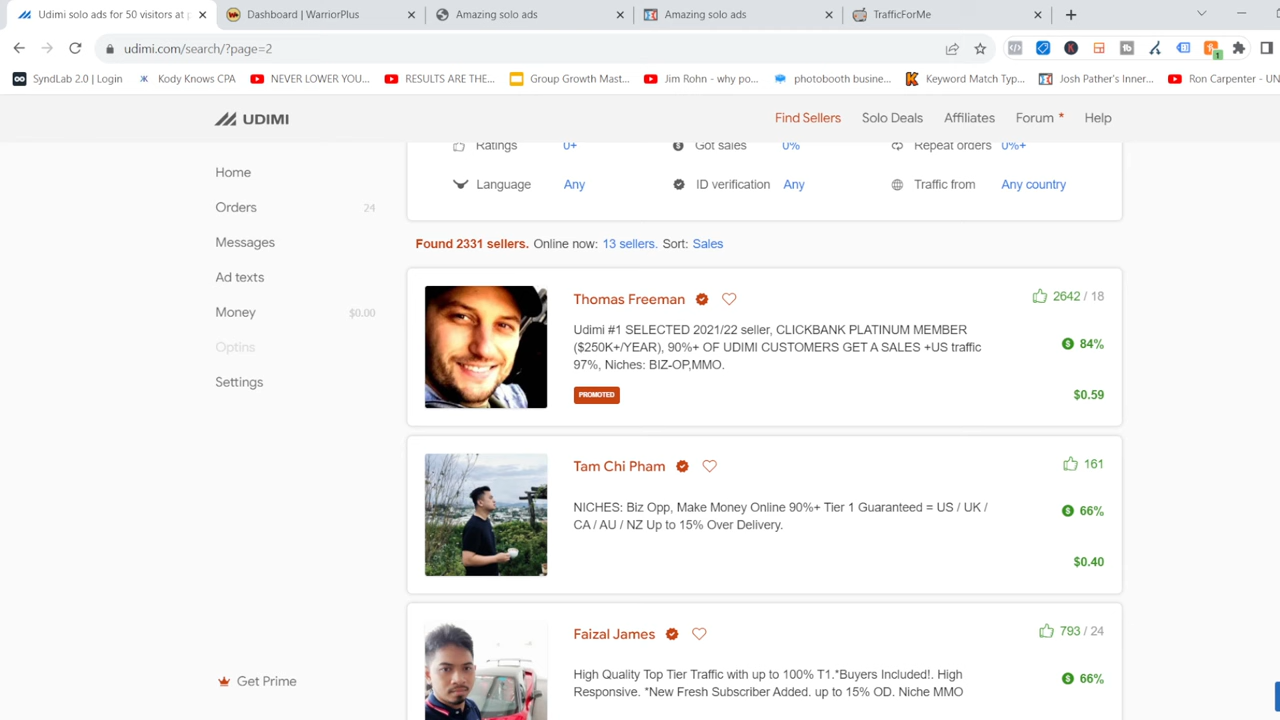 Udimi solo ads for 50 visitors at
Dashboard | WarriorPlus
Amazing solo ads
Amazing solo ads
TrafficForMe
udimi.com/search/?page=2
SyndLab 2.0 | Login
Kody Knows CPA
NEVER LOWER YOU...
RESULTS ARE THE...
Group Growth Mast...
Jim Rohn - why po...
photobooth busine...
Keyword Match Typ...
Josh Pather's Inner...
Ron Carpenter - UN
UDIMI
Find Sellers
Solo Deals
Affiliates
Forum *
Help
Home
Orders 24
Messages
Ad texts
Money $0.00
Optins
Settings
Get Prime
Ratings 0+
Got sales 0%
Repeat orders 0%+
Language Any
ID verification Any
Traffic from Any country
Found 2331 sellers. Online now: 13 sellers. Sort: Sales
Thomas Freeman
2642 / 18
Udimi #1 SELECTED 2021/22 seller, CLICKBANK PLATINUM MEMBER
($250K+/YEAR), 90%+ OF UDIMI CUSTOMERS GET A SALES +US traffic
97%, Niches: BIZ-OP,MMO.
84%
PROMOTED
$0.59
Tam Chi Pham
161
NICHES: Biz Opp, Make Money Online 90%+ Tier 1 Guaranteed = US / UK /
CA / AU / NZ Up to 15% Over Delivery.
66%
$0.40
Faizal James
793 / 24
High Quality Top Tier Traffic with up to 100% T1.*Buyers Included!. High
Responsive. *New Fresh Subscriber Added. up to 15% OD. Niche MMO
66%